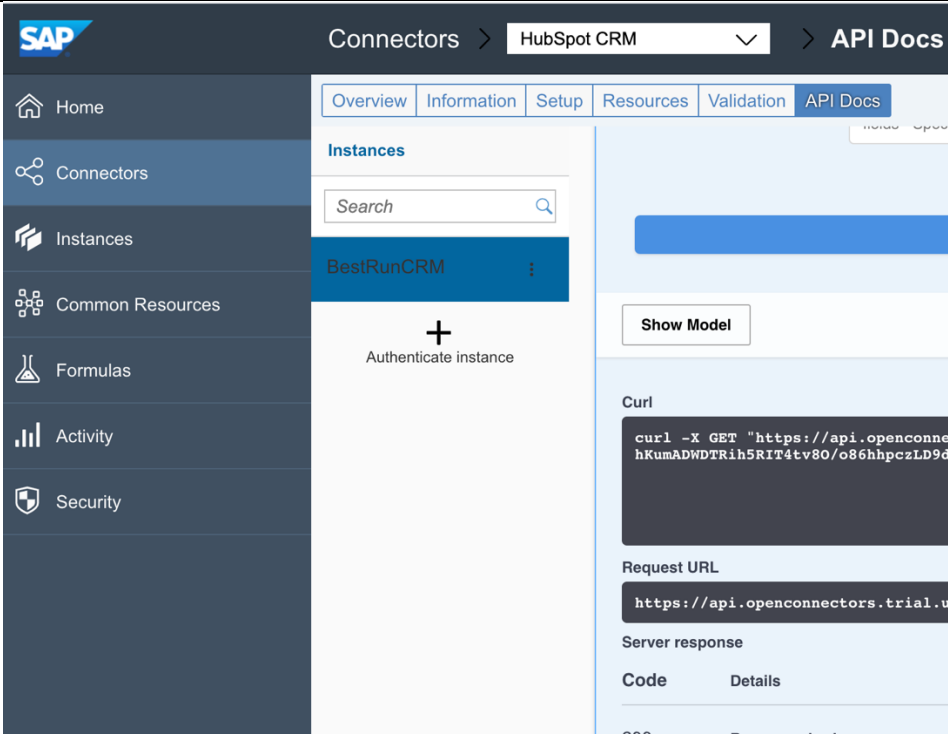 SAP
Connectors
HubSpot CRM
API Docs
Home
Connectors
Instances
Common Resources
Formulas
Activity
Security
Overview
Information
Setup
Resources
Validation
API Docs
Instances
Search
BestRunCRM
Authenticate instance
Show Model
Curl
curl -X GET "https://api.openconne
hKumADWDTRih5RIT4tv8O/o86hhpczLD9d
Request URL
https://api.openconnectors.trial.u
Server response
Code
Details